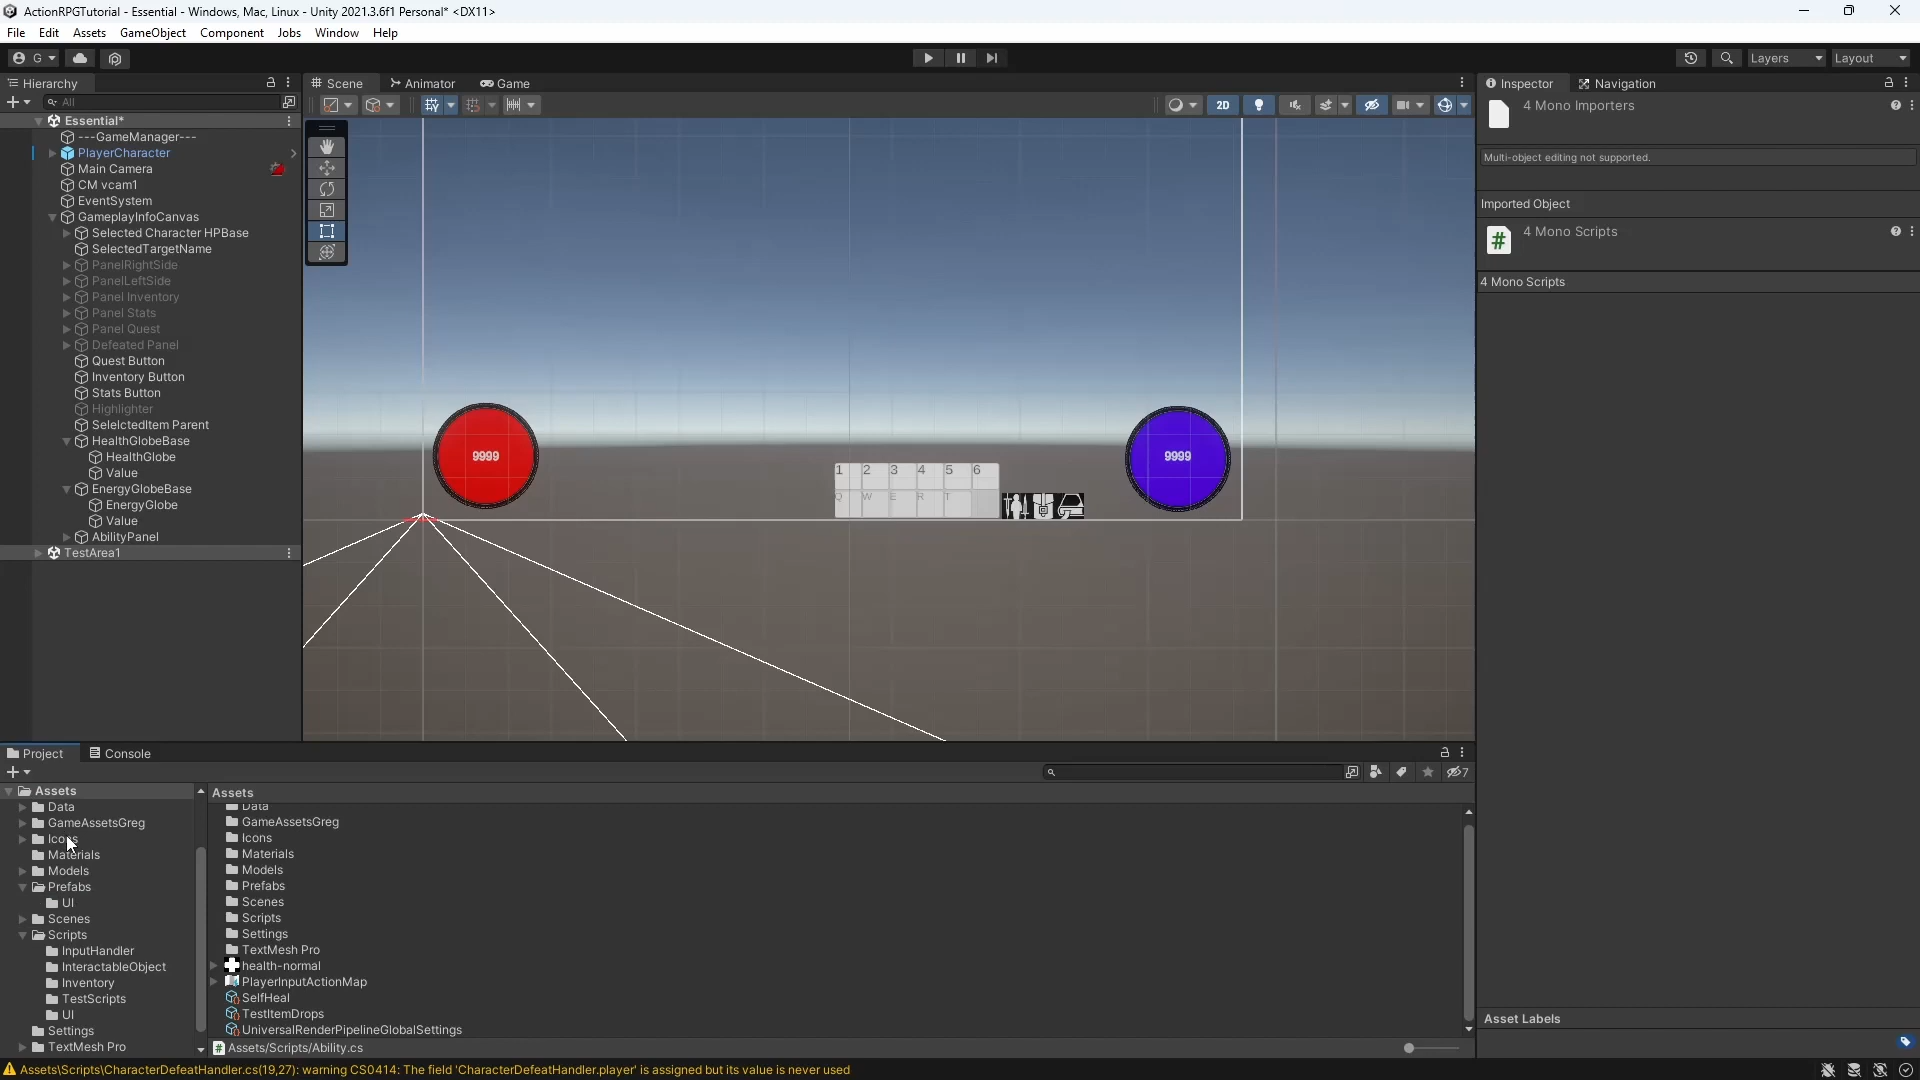 ActionRPGTutorial - Essential - Windows, Mac, Linux - Unity 2021.3.6f1 Personal* <DX11>
File Edit Assets GameObject Component Jobs Window Help
G Layers Layout
Hierarchy
All
Essential*
---GameManager---
PlayerCharacter
Main Camera
CM vcam1
EventSystem
GameplayInfoCanvas
Selected Character HPBase
SelectedTargetName
PanelRightSide
PanelLeftSide
Panel Inventory
Panel Stats
Panel Quest
Defeated Panel
Quest Button
Inventory Button
Stats Button
Highlighter
SelelctedItem Parent
HealthGlobeBase
HealthGlobe
Value
EnergyGlobeBase
EnergyGlobe
Value
AbilityPanel
TestArea1
Scene Animator Game
2D
9999
1 2 3 4 5 6
Q W E R T
9999
Inspector Navigation
4 Mono Importers
Multi-object editing not supported.
Imported Object
4 Mono Scripts
4 Mono Scripts
Asset Labels
Project Console
7
Assets
Data
GameAssetsGreg
Icons
Materials
Models
Prefabs
UI
Scenes
Scripts
InputHandler
InteractableObject
Inventory
TestScripts
UI
Settings
TextMesh Pro
Assets
Data
GameAssetsGreg
Icons
Materials
Models
Prefabs
Scenes
Scripts
Settings
TextMesh Pro
health-normal
PlayerInputActionMap
SelfHeal
TestItemDrops
UniversalRenderPipelineGlobalSettings
Assets/Scripts/Ability.cs
Assets\Scripts\CharacterDefeatHandler.cs(19,27): warning CS0414: The field 'CharacterDefeatHandler.player' is assigned but its value is never used